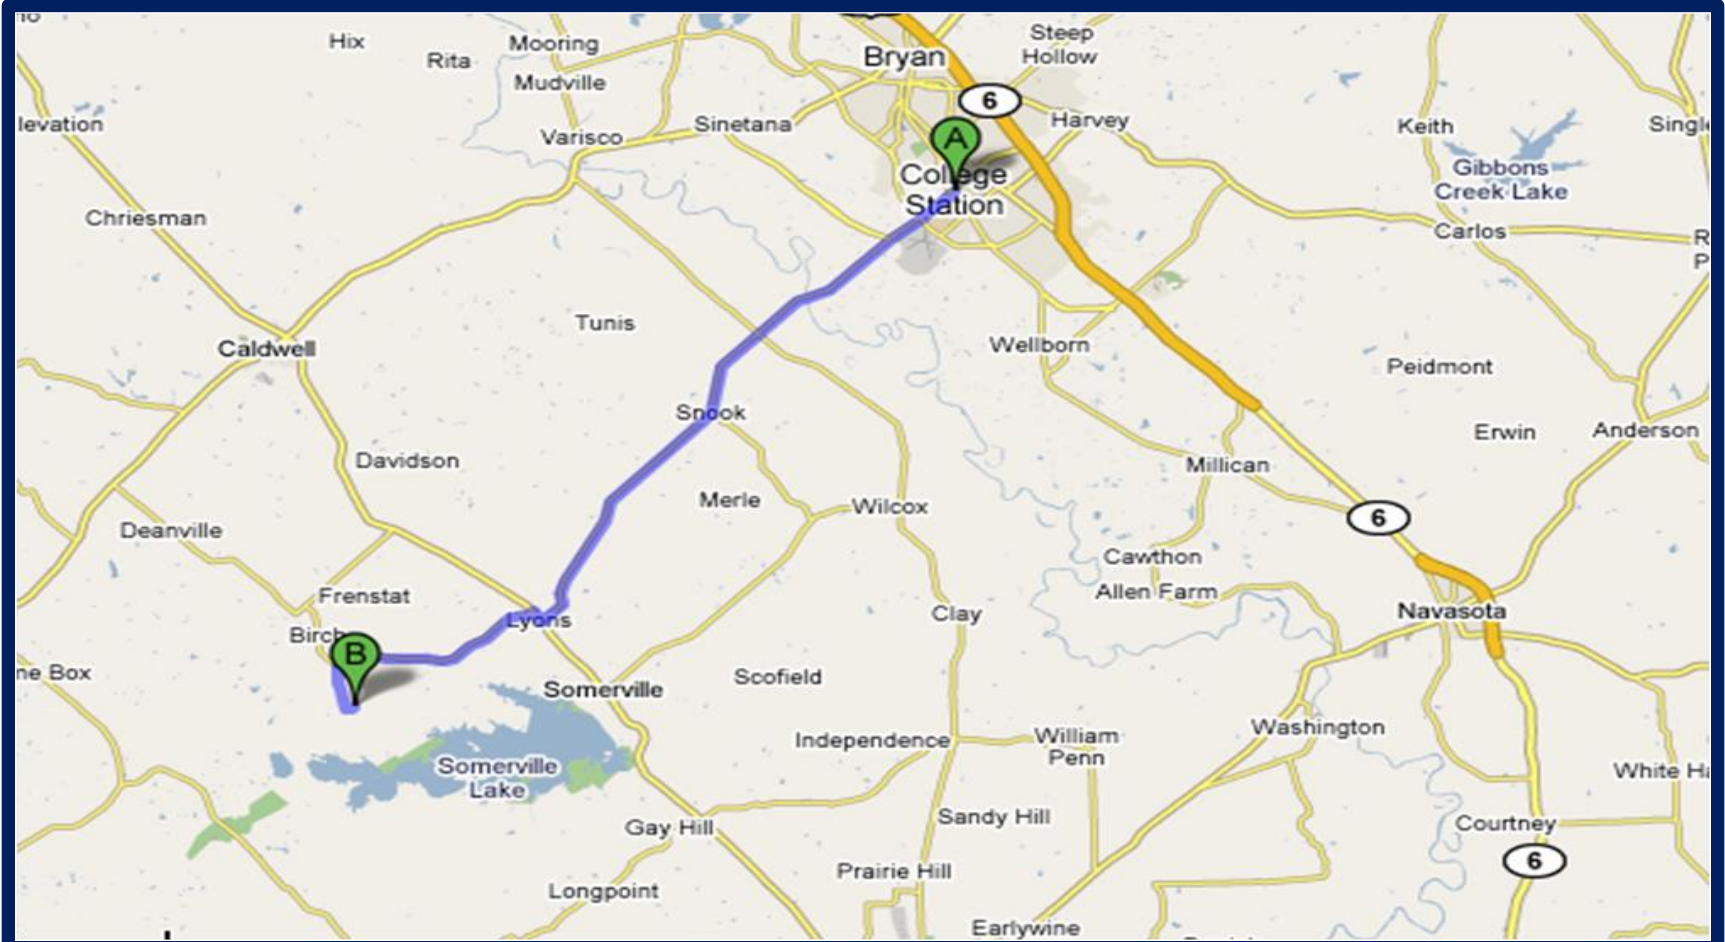 Hix
Mooring
Rita
Mudville
Bryan
Steep
Hollow
6
levation
Varisco
Sinetana
A
Harvey
Keith
Singl
Gibbons
Creek Lake
College
Station
Chriesman
Carlos
R
P
Tunis
Caldwell
Wellborn
Peidmont
Snook
Erwin
Anderson
Davidson
Millican
Merle
Wilcox
6
Deanville
Cawthon
Allen Farm
Frenstat
Clay
Navasota
Lyons
Birch
B
ne Box
Scofield
Somerville
Washington
Independence
William
Penn
Somerville
Lake
White Ha
Sandy Hill
Gay Hill
Courtney
6
Prairie Hill
Longpoint
Earlywine